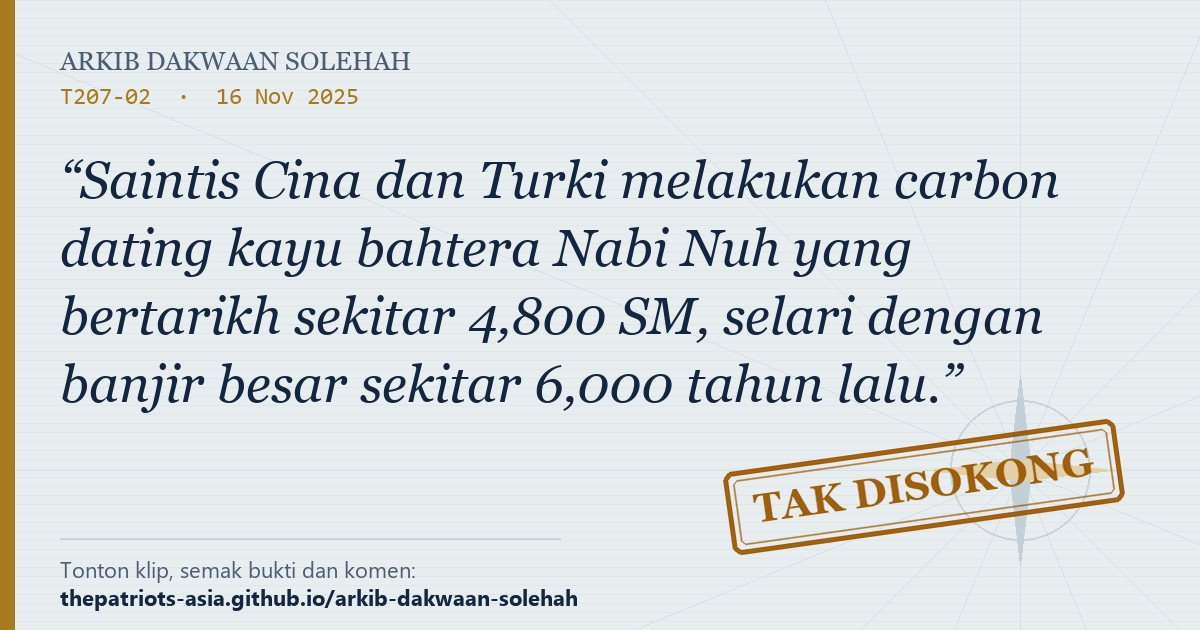 ARKIB DAKWAAN SOLEHAH
T207-02 · 16 Nov 2025
“Saintis Cina dan Turki melakukan carbon
dating kayu bahtera Nabi Nuh yang
bertarikh sekitar 4,800 SM, selari dengan
banjir besar sekitar 6,000 tahun lalu.”
TAK DISOKONG
Tonton klip, semak bukti dan komen:
thepatriots-asia.github.io/arkib-dakwaan-solehah